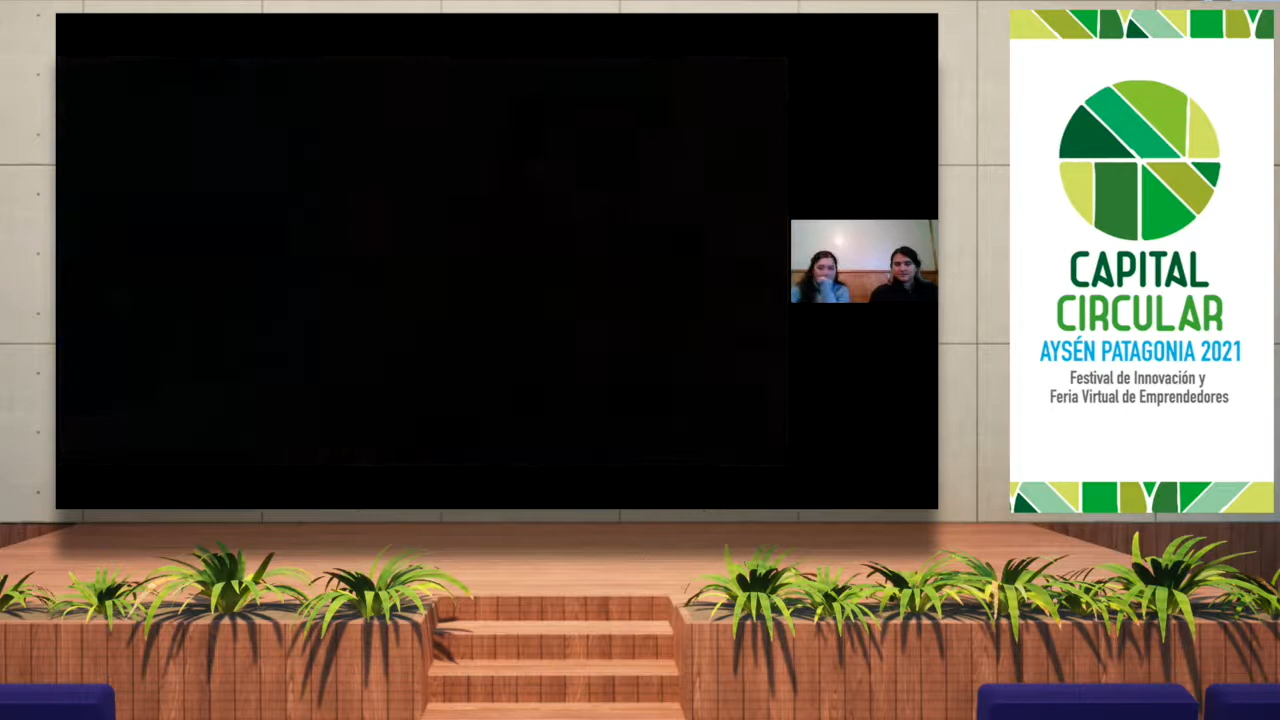 CAPITAL
CIRCULAR
AYSÉN PATAGONIA 2021
Festival de Innovación y
Feria Virtual de Emprendedores